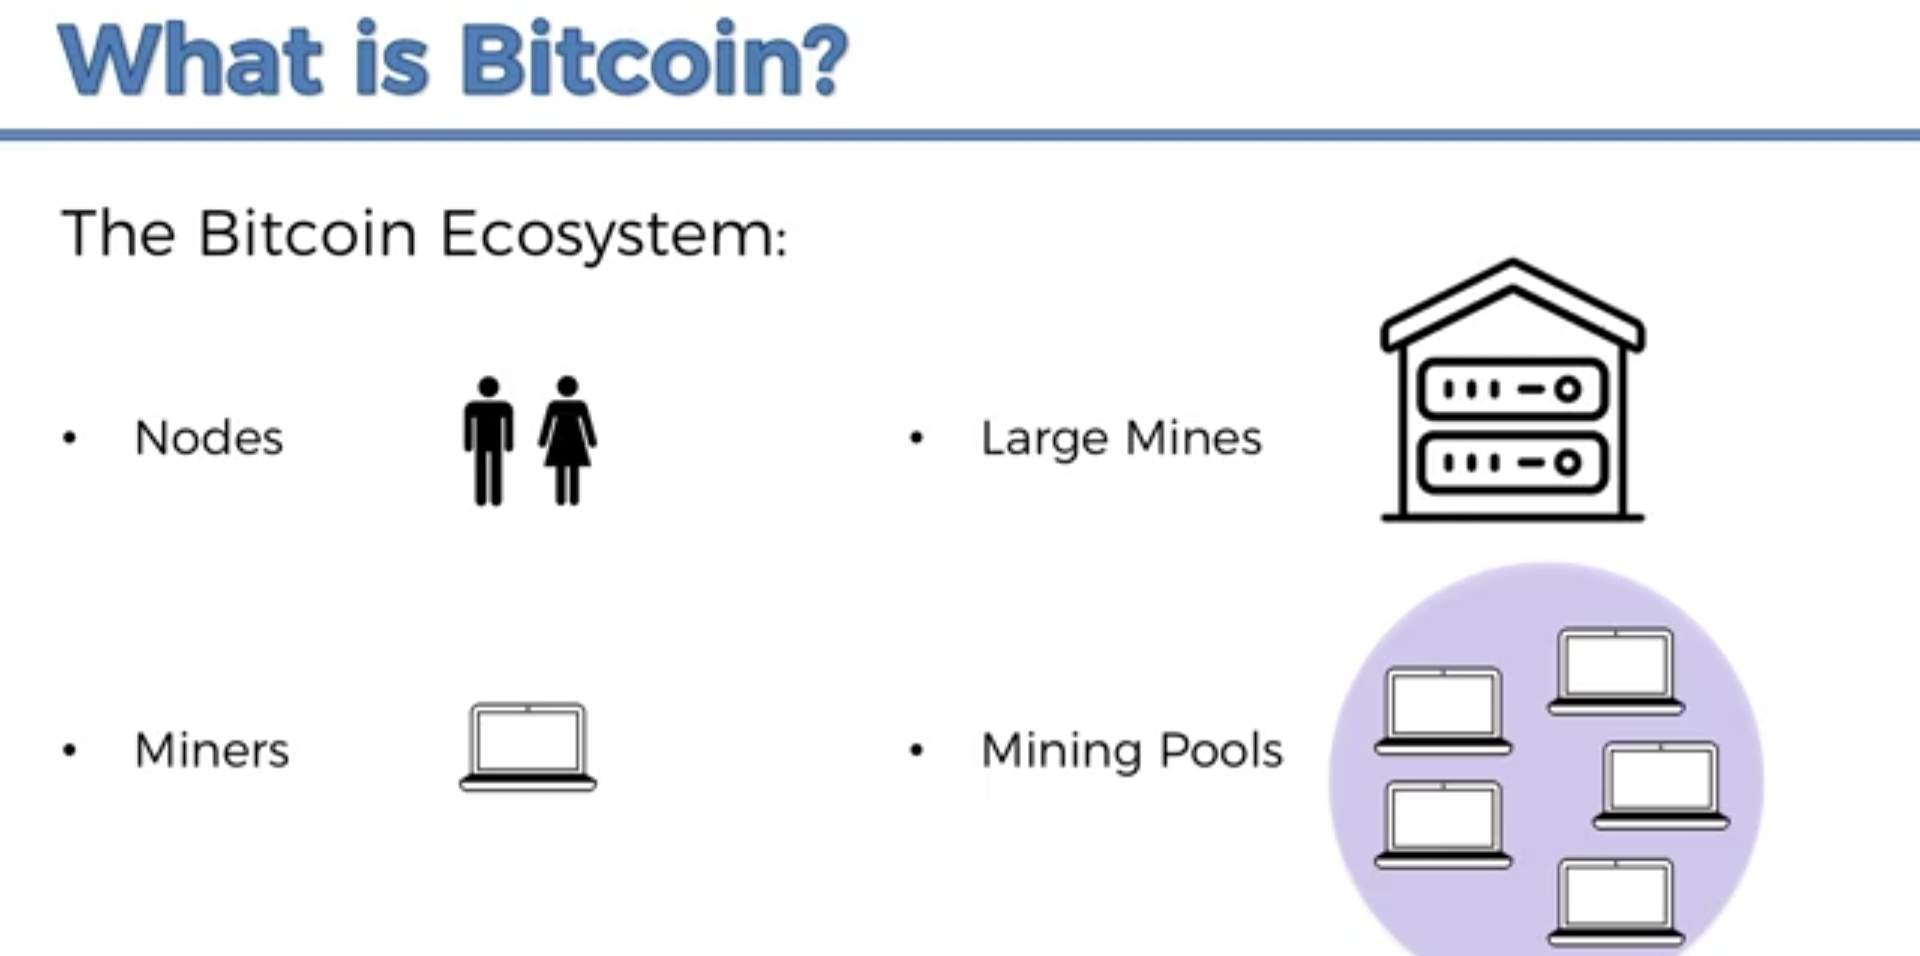 What is Bitcoin?
The Bitcoin Ecosystem:
• Nodes
• Miners
• Large Mines
• Mining Pools